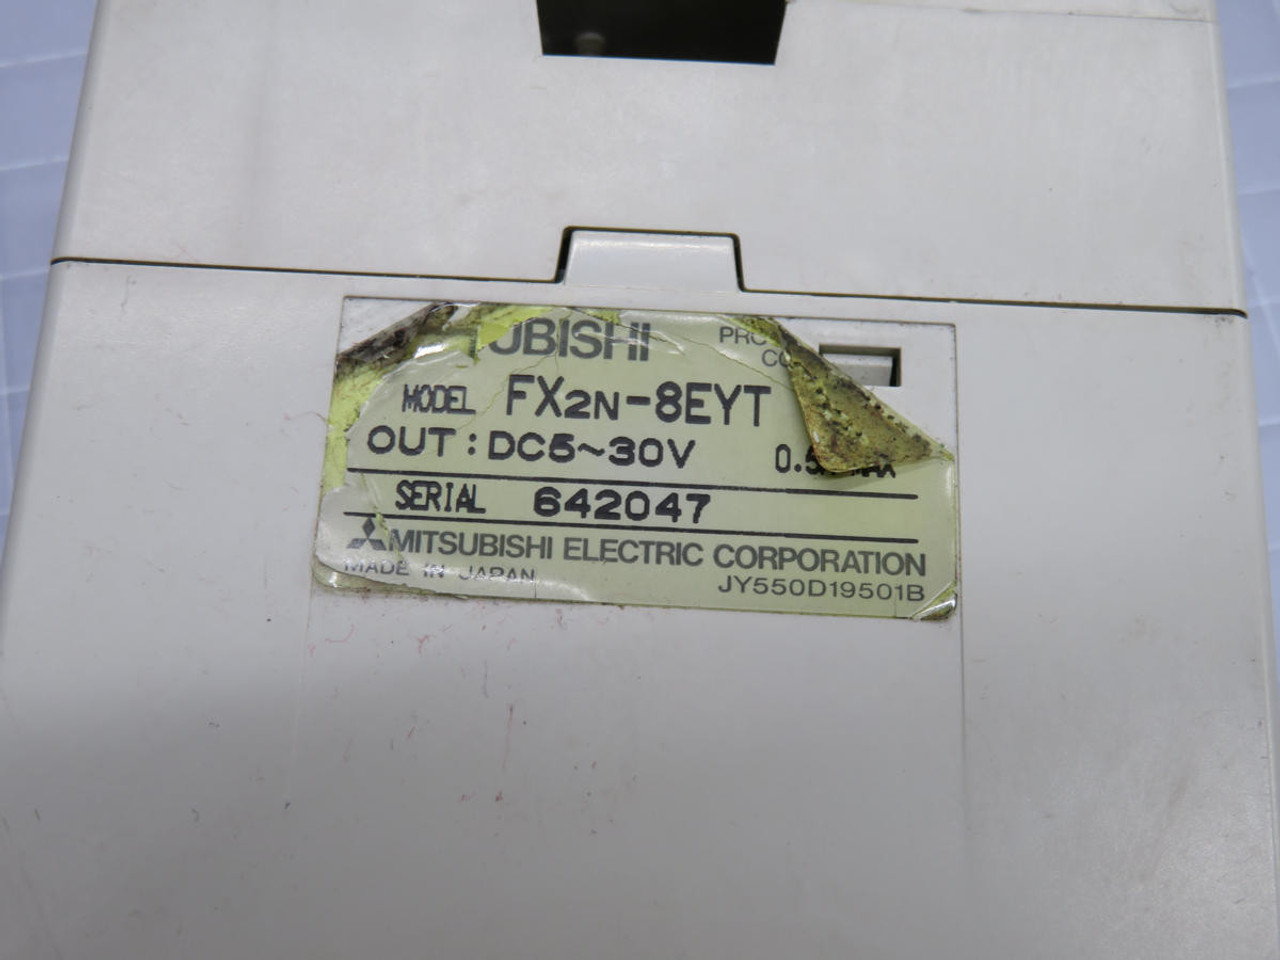 UBISHI
MODEL FX2N-8EYT
OUT : DC5~30V
SERIAL 642047
MITSUBISHI ELECTRIC CORPORATION
MADE IN JAPAN JY550D19501B